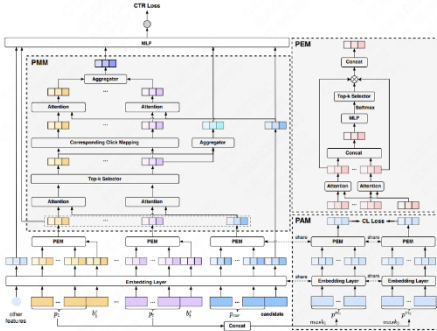 CTR Loss
MLP
PMM
Aggregator
Attention ... Attention
Corresponding Click Mapping
Aggregator
Top-k Selector
Attention Attention
PEM PEM PEM
Embedding Layer
other features
candidate
Concat
PEM
Concat
Top-k Selector
Softmax
MLP
Concat
Attention Attention
PAM
CL Loss
share PEM share PEM
share Embedding Layer share Embedding Layer